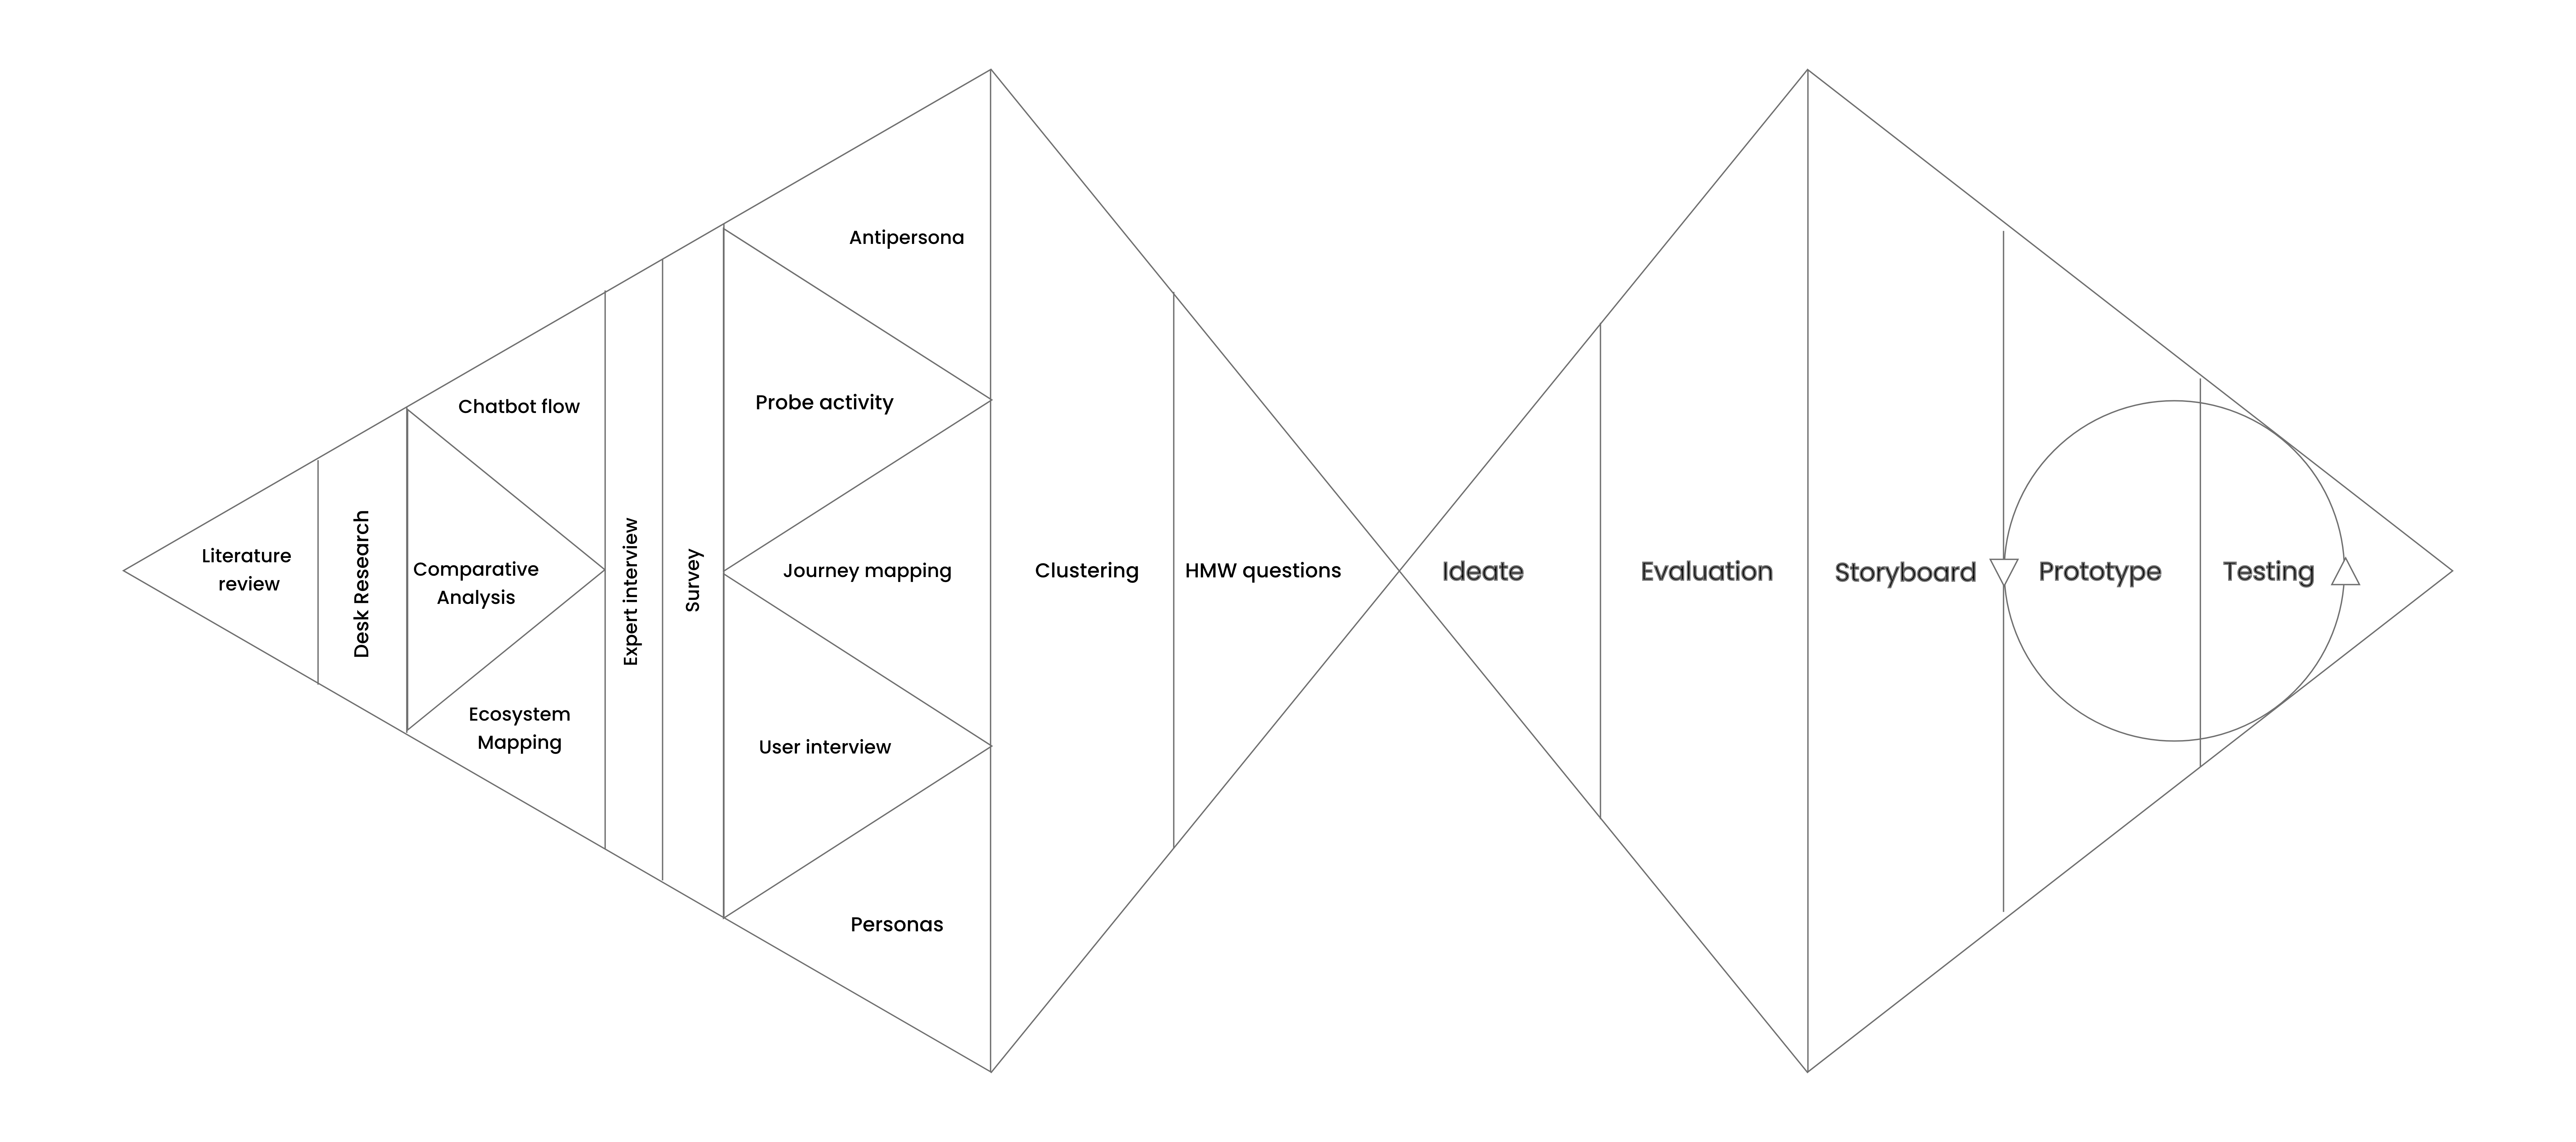 Literature
review
Desk Research
Chatbot flow
Comparative
Analysis
Ecosystem
Mapping
Expert interview
Survey
Antipersona
Probe activity
Journey mapping
User interview
Personas
Clustering
HMW questions
Ideate
Evaluation
Storyboard
Prototype
Testing